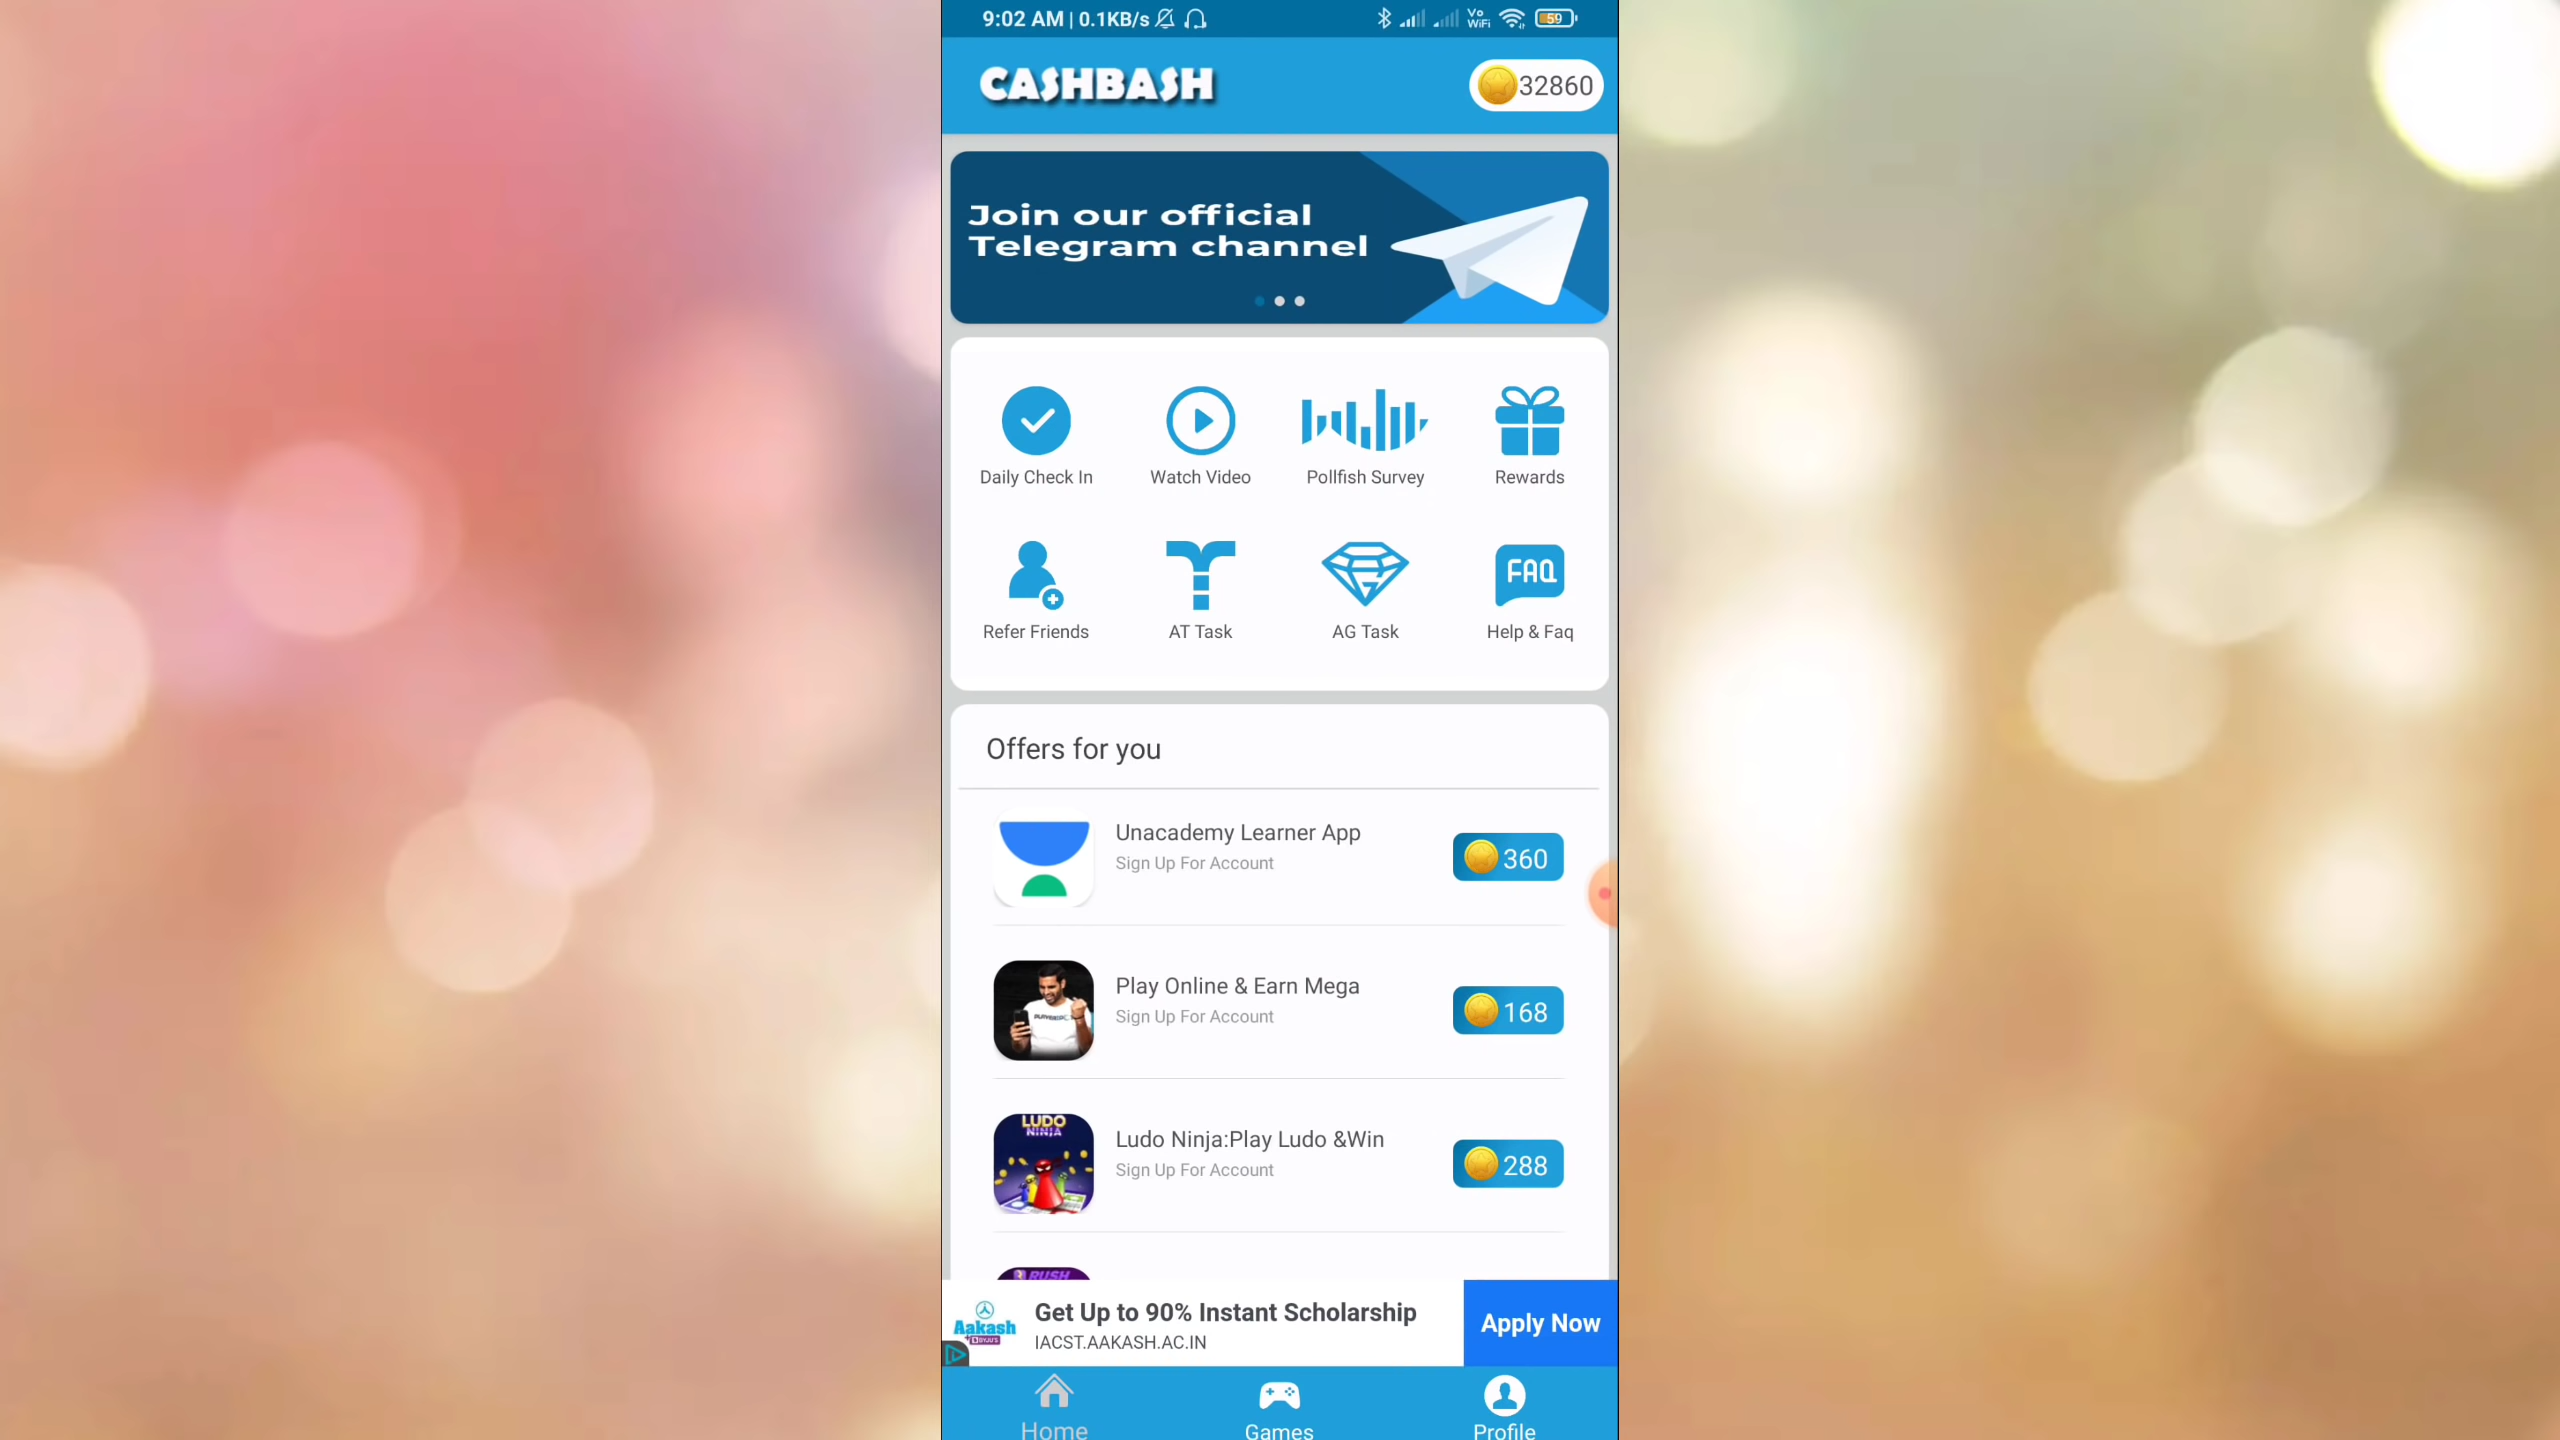 9:02 AM | 0.1KB/s
Vo
WiFi
59
CASHBASH
32860
Join our official
Telegram channel
Daily Check In
Watch Video
Pollfish Survey
Rewards
FAQ
Refer Friends
AT Task
AG Task
Help & Faq
Offers for you
Unacademy Learner App
Sign Up For Account
360
Play Online & Earn Mega
Sign Up For Account
168
LUDO
NINJA
Ludo Ninja:Play Ludo &Win
Sign Up For Account
288
RUSH
Aakash
BYJU'S
Get Up to 90% Instant Scholarship
IACST.AAKASH.AC.IN
Apply Now
Home
Games
Profile